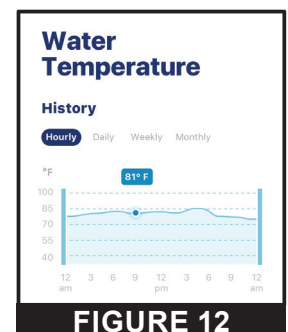 Water
Temperature
History
Hourly Daily Weekly Monthly
°F
81° F
100
85
70
55
40
12 3 6 9 12 3 6 9 12
am pm am
FIGURE 12